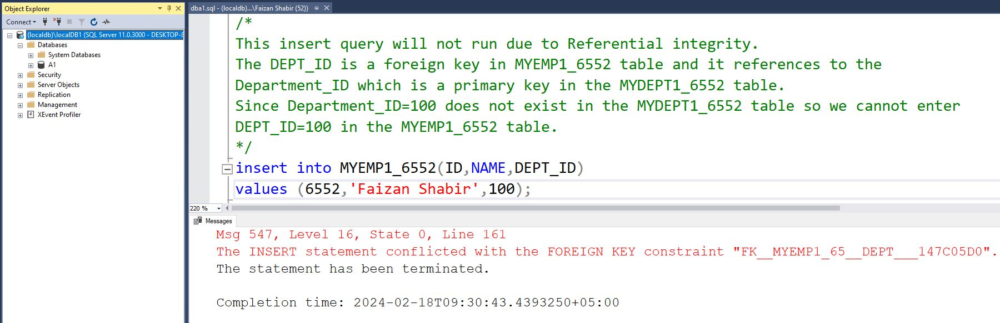 Object Explorer
Connect
(localdb)\localDB1 (SQL Server 11.0.3000 - DESKTOP-8
Databases
System Databases
A1
Security
Server Objects
Replication
Management
XEvent Profiler
dba1.sql - (localdb)...\Faizan Shabir (52))
/*
This insert query will not run due to Referential integrity.
The DEPT_ID is a foreign key in MYEMP1_6552 table and it references to the
Department_ID which is a primary key in the MYDEPT1_6552 table.
Since Department_ID=100 does not exist in the MYDEPT1_6552 table so we cannot enter
DEPT_ID=100 in the MYEMP1_6552 table.
*/
insert into MYEMP1_6552(ID,NAME,DEPT_ID)
values (6552,'Faizan Shabir',100);
220 %
Messages
Msg 547, Level 16, State 0, Line 161
The INSERT statement conflicted with the FOREIGN KEY constraint "FK__MYEMP1_65__DEPT___147C05D0".
The statement has been terminated.
Completion time: 2024-02-18T09:30:43.4393250+05:00